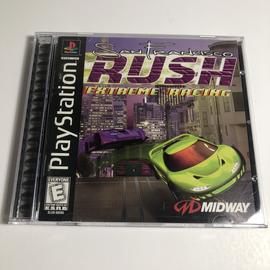 PlayStation
San Francisco
RUSH
EXTREME RACING
EVERYONE
E
MIDWAY